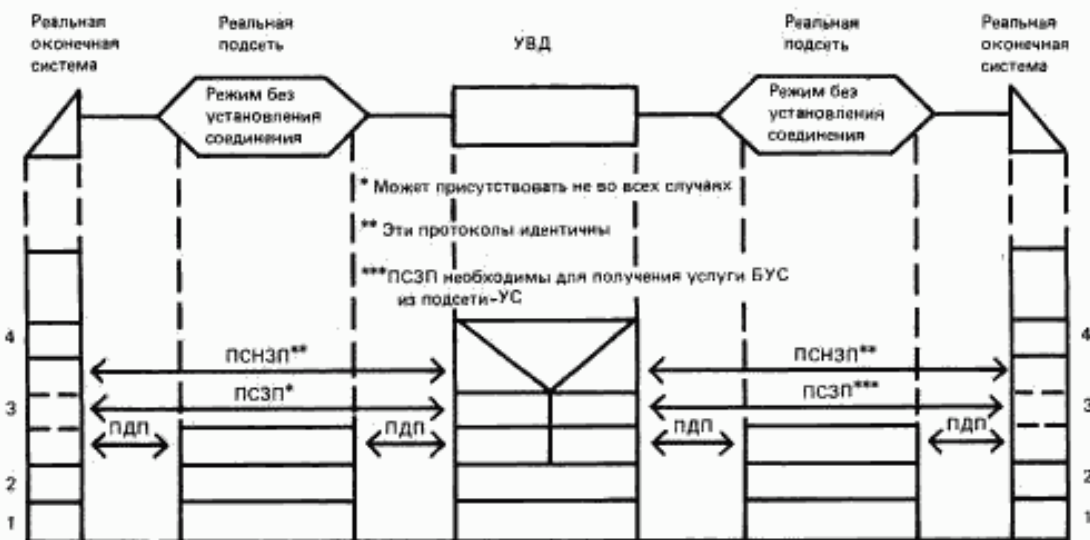 Реальная
оконечная
система
Реальная
подсеть
УВД
Реальная
подсеть
Реальная
оконечная
система
Режим без
установления
соединения
Режим без
установления
соединения
* Может присутствовать не во всех случаях
** Эти протоколы идентичны
***ПСЗП необходимы для получения услуги БУС
из подсети-УС
4
4
ПСНЗП**
ПСНЗП**
ПСЗП*
ПСЗП***
3
3
ПДП
ПДП
ПДП
ПДП
2
2
1
1